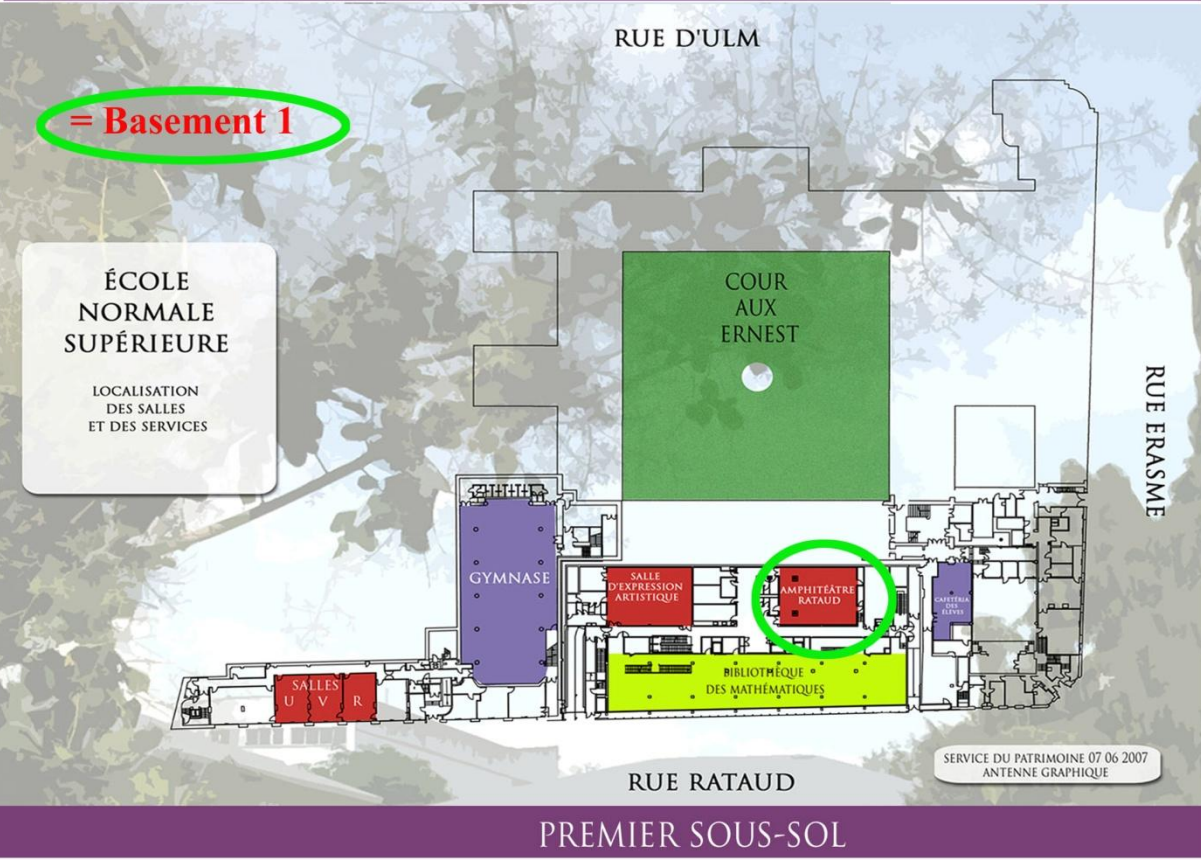 RUE D'ULM
= Basement 1
ÉCOLE
NORMALE
SUPÉRIEURE
LOCALISATION
DES SALLES
ET DES SERVICES
COUR
AUX
ERNEST
RUE ERASME
GYMNASE
SALLE
D'EXPRESSION
ARTISTIQUE
AMPHITÉÂTRE
RATAUD
CAFETÉRIA
DES
ÉLÈVES
BIBLIOTHÈQUE
DES MATHÉMATIQUES
SALLES
U V R
SERVICE DU PATRIMOINE 07 06 2007
ANTENNE GRAPHIQUE
RUE RATAUD
PREMIER SOUS-SOL